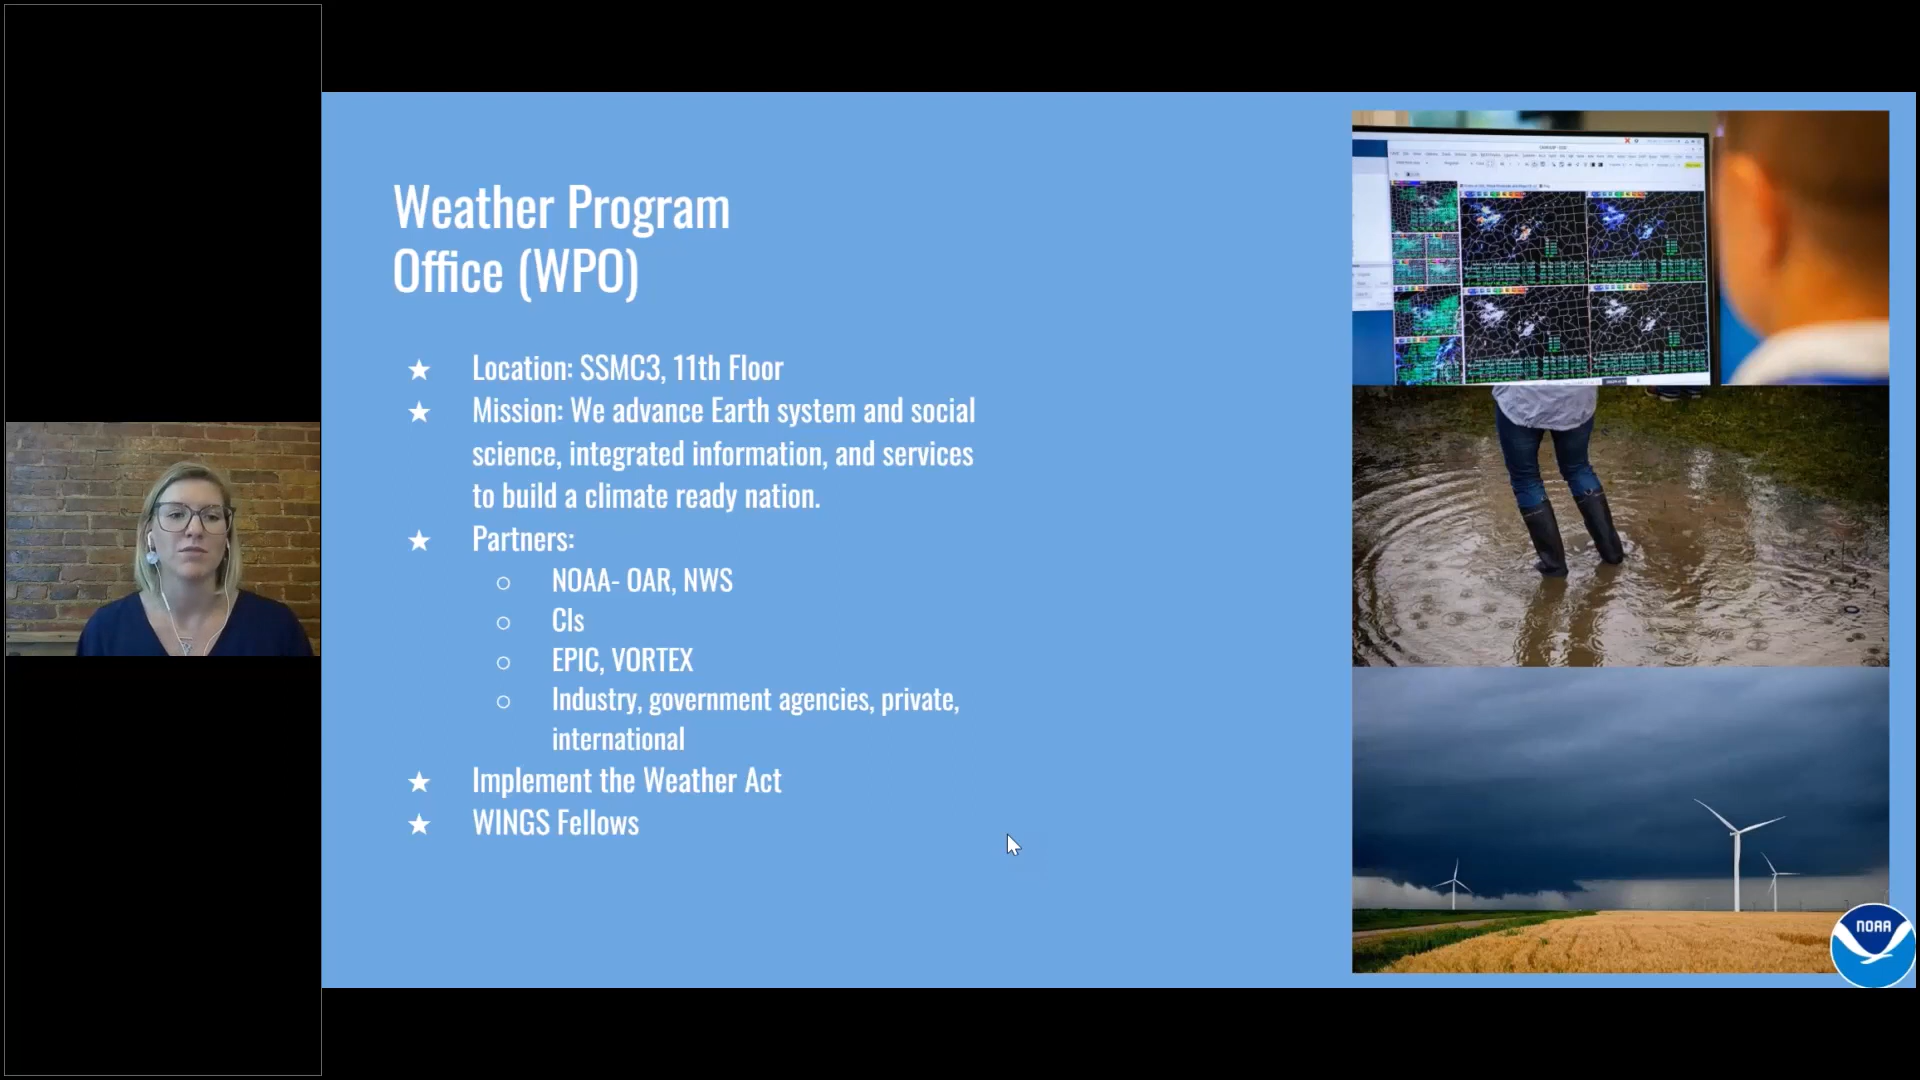 Weather Program
Office (WPO)
★ Location: SSMC3, 11th Floor
★ Mission: We advance Earth system and social
science, integrated information, and services
to build a climate ready nation.
★ Partners:
○ NOAA- OAR, NWS
○ CIs
○ EPIC, VORTEX
○ Industry, government agencies, private,
international
★ Implement the Weather Act
★ WINGS Fellows
NOAA